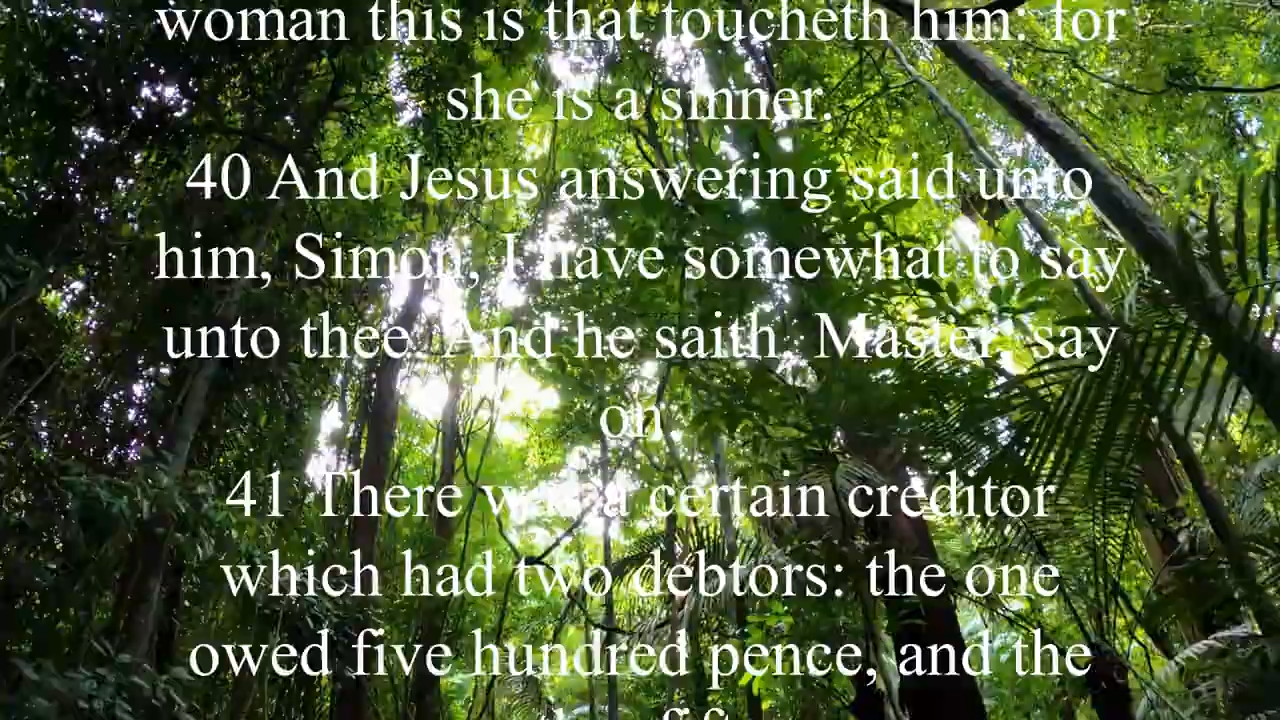 woman this is that toucheth him: for
she is a sinner.
40 And Jesus answering said unto
him, Simon, I have somewhat to say
unto thee. And he saith, Master, say
on.
41 There was a certain creditor
which had two debtors: the one
owed five hundred pence, and the